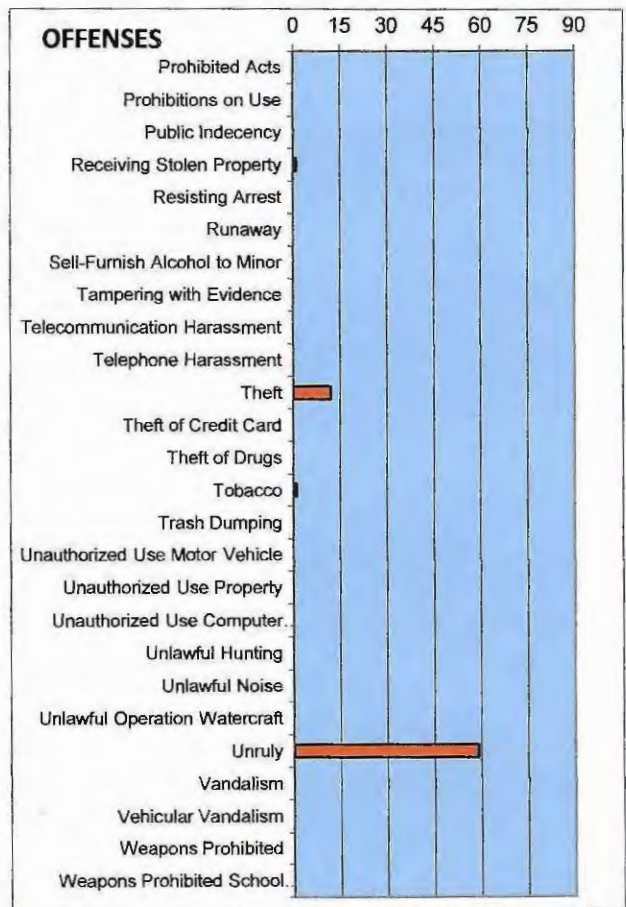 OFFENSES
0 15 30 45 60 75 90
Prohibited Acts
Prohibitions on Use
Public Indecency
Receiving Stolen Property
Resisting Arrest
Runaway
Sell-Furnish Alcohol to Minor
Tampering with Evidence
Telecommunication Harassment
Telephone Harassment
Theft
Theft of Credit Card
Theft of Drugs
Tobacco
Trash Dumping
Unauthorized Use Motor Vehicle
Unauthorized Use Property
Unauthorized Use Computer..
Unlawful Hunting
Unlawful Noise
Unlawful Operation Watercraft
Unruly
Vandalism
Vehicular Vandalism
Weapons Prohibited
Weapons Prohibited School..